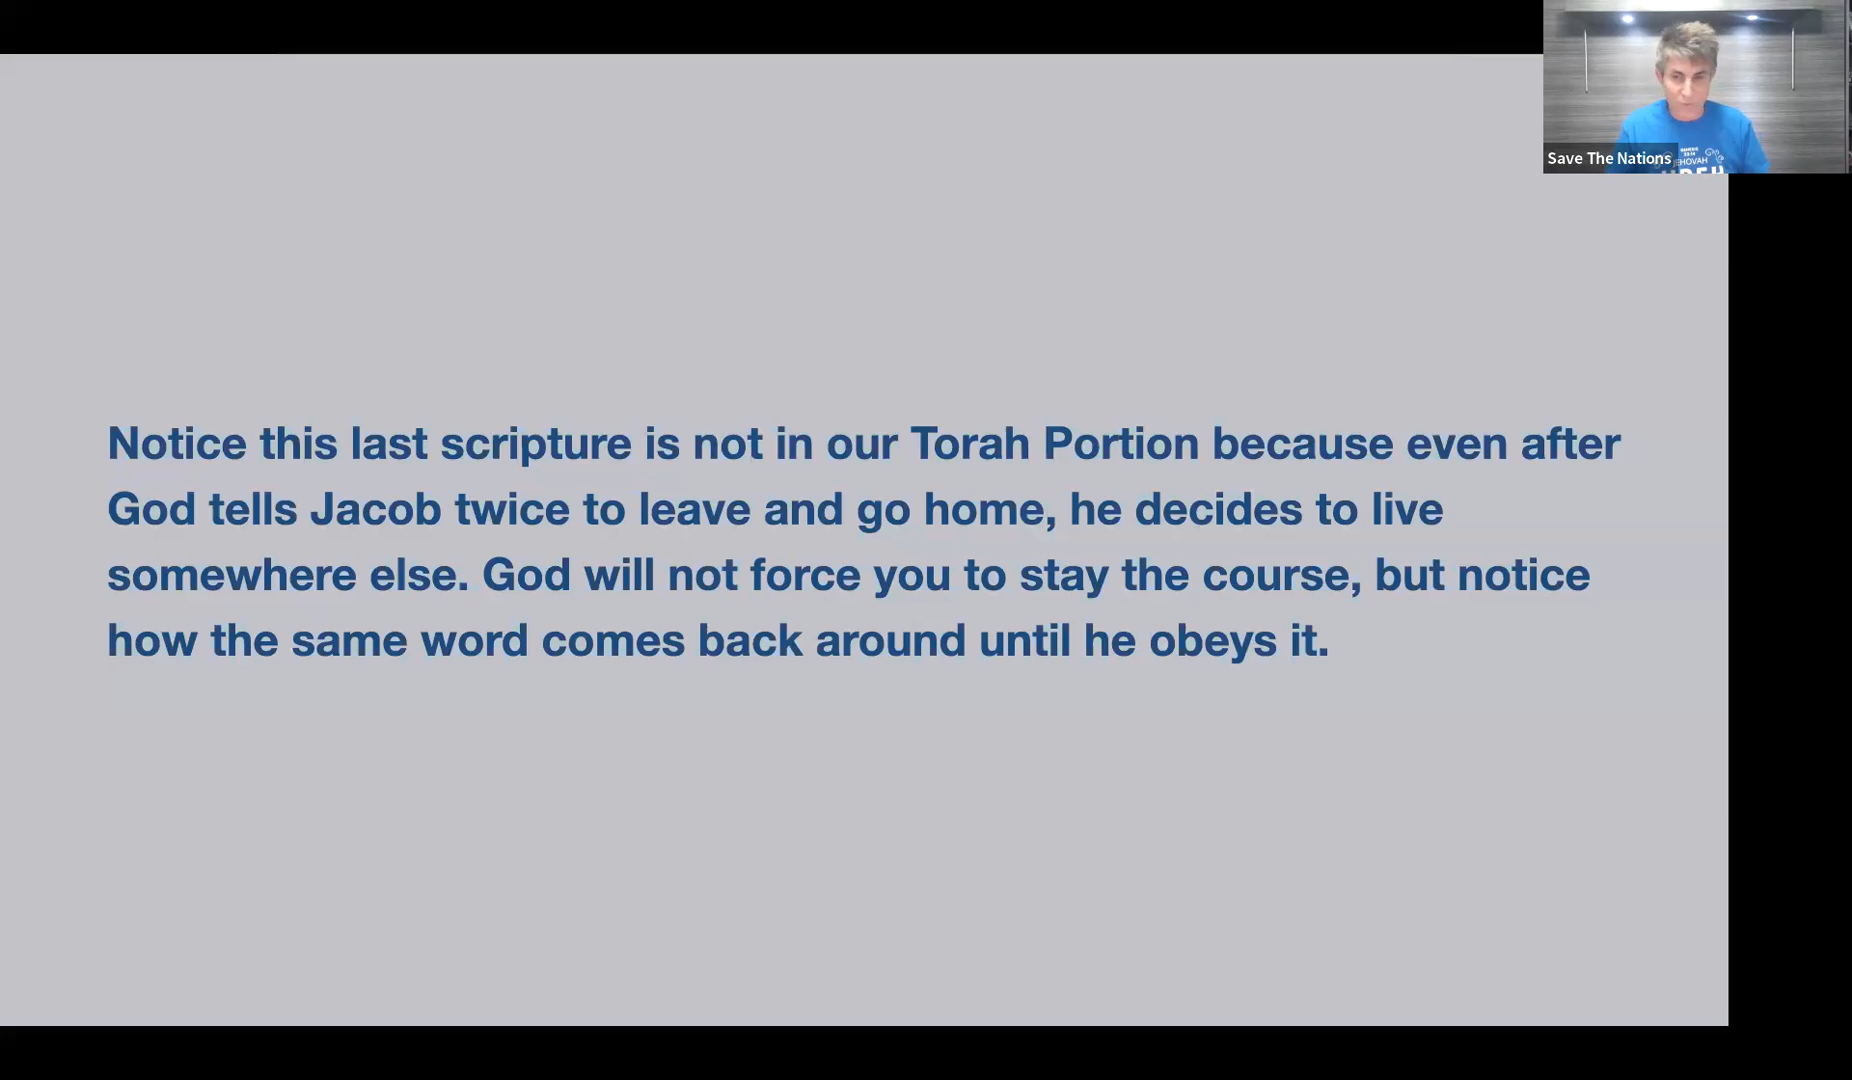 Save The Nations
JEHOVAH
Notice this last scripture is not in our Torah Portion because even after
God tells Jacob twice to leave and go home, he decides to live
somewhere else. God will not force you to stay the course, but notice
how the same word comes back around until he obeys it.